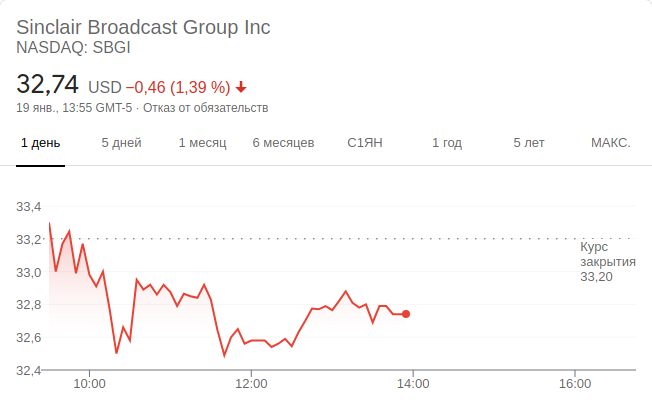 Sinclair Broadcast Group Inc
NASDAQ: SBGI
32,74 USD −0,46 (1,39 %)
19 янв., 13:55 GMT-5 · Отказ от обязательств
1 день 5 дней 1 месяц 6 месяцев С1ЯН 1 год 5 лет МАКС.
33,4
33,2
Курс
закрытия
33,20
33,0
32,8
32,6
32,4
10:00 12:00 14:00 16:00